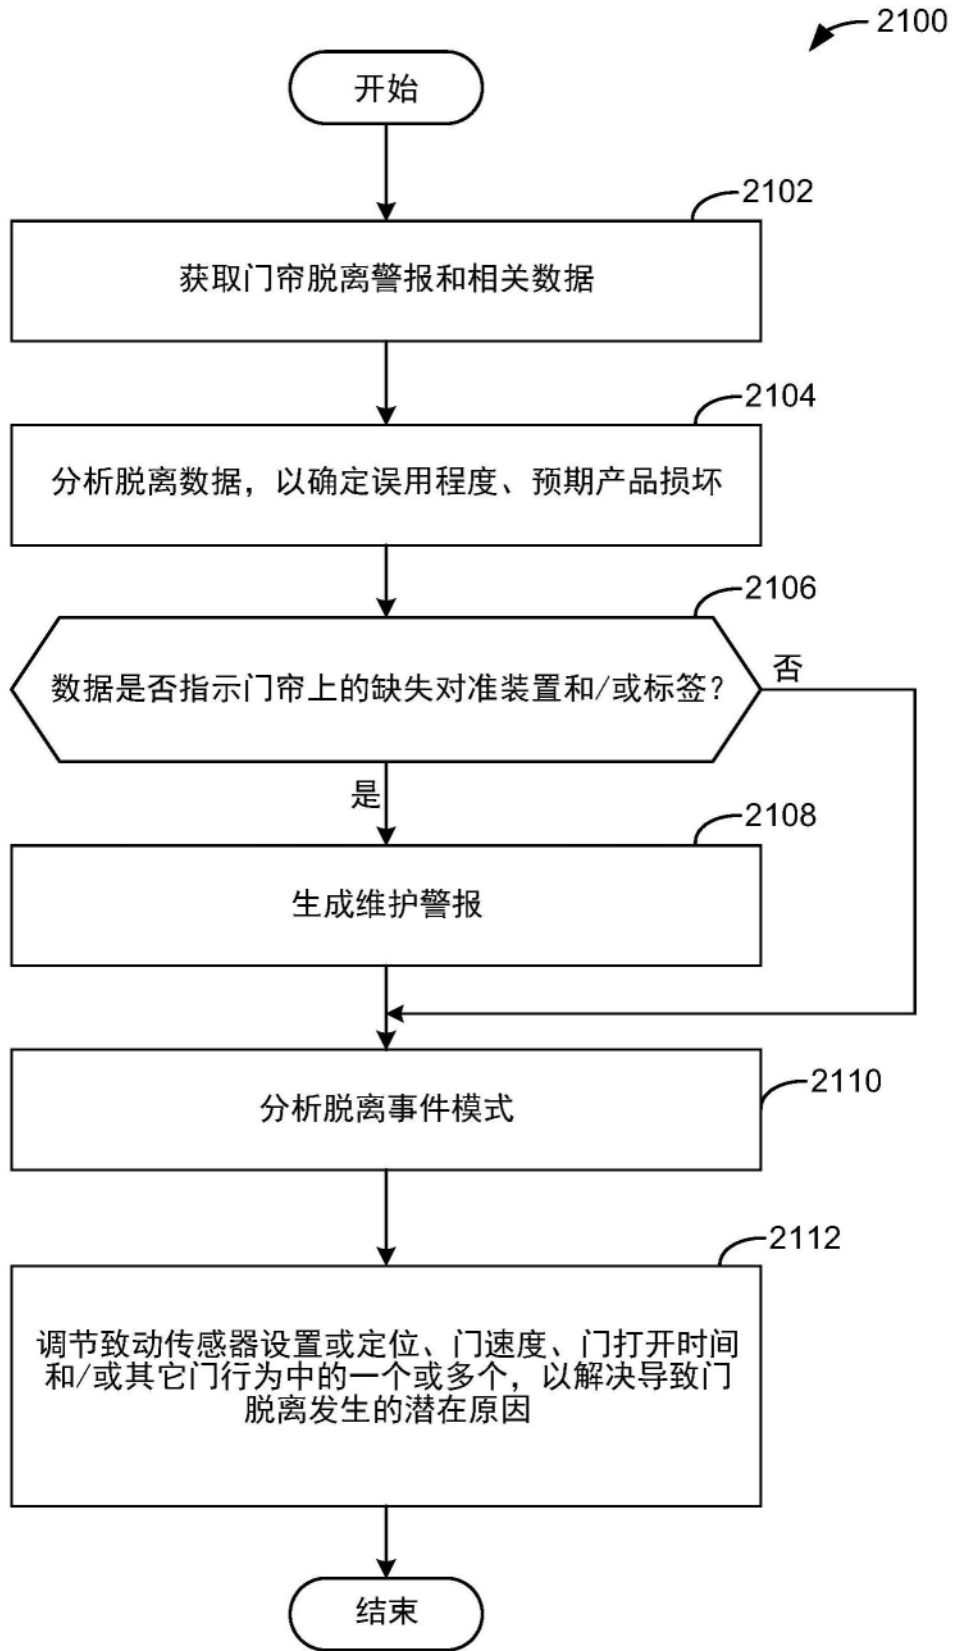 2100
开始
2102
获取门帘脱离警报和相关数据
2104
分析脱离数据，以确定误用程度、预期产品损坏
2106
数据是否指示门帘上的缺失对准装置和/或标签？
否
是
2108
生成维护警报
2110
分析脱离事件模式
2112
调节致动传感器设置或定位、门速度、门打开时间
和/或其它门行为中的一个或多个，以解决导致门
脱离发生的潜在原因
结束